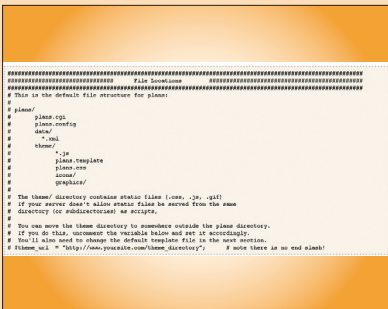 ################################################################################################
##############################     File Locations     ##########################################
################################################################################################
# This is the default file structure for plans:
#
# plans/
#       plans.cgi
#       plans.config
#       data/
#         *.xml
#       theme/
#             *.js
#             plans.template
#             plans.css
#             icons/
#             graphics/
#
#  The theme/ directory contains static files (.css, .js, .gif)
#  If your server doesn't allow static files be served from the same
#  directory (or subdirectories) as scripts,
#
#  You can move the theme directory to somewhere outside the plans directory.
#  If you do this, uncomment the variable below and set it accordingly.
#  You'll also need to change the default template file in the next section.
# $theme_url = "http://www.yoursite.com/theme_directory";     # note there is no end slash!